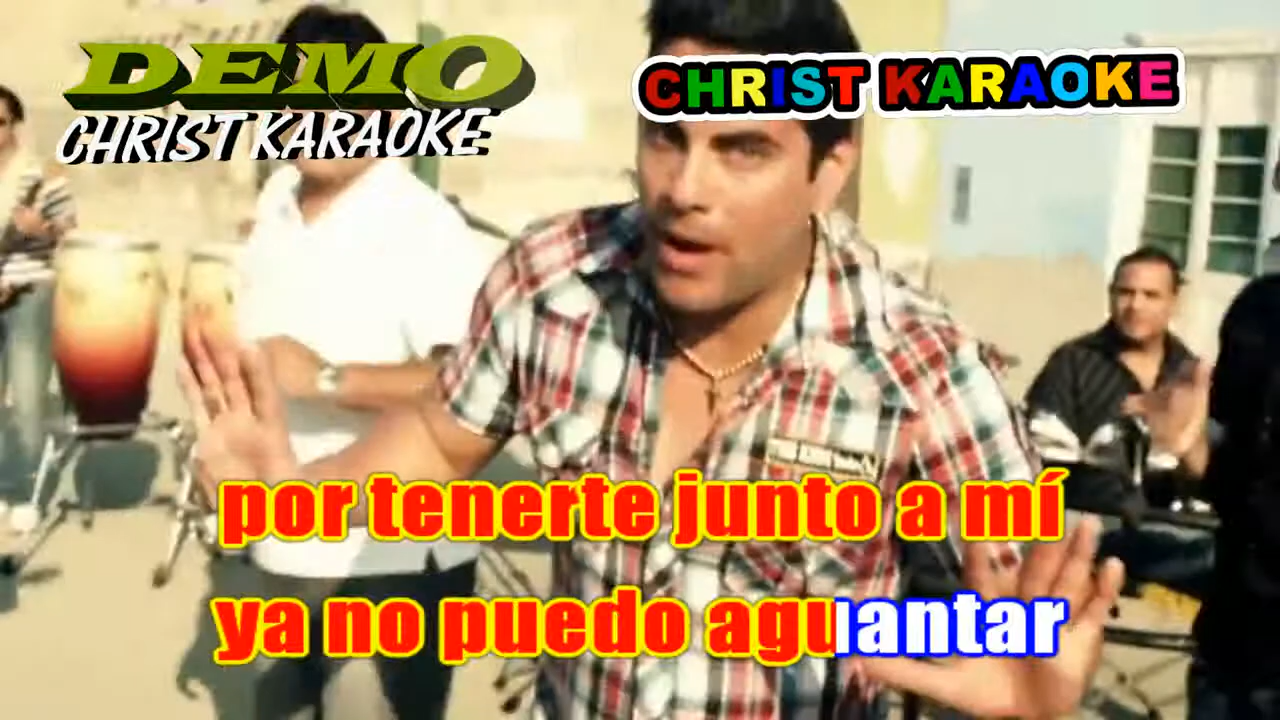 DEMO
CHRIST KARAOKE
CHRIST KARAOKE
por tenerte junto a mí
ya no puedo aguantar